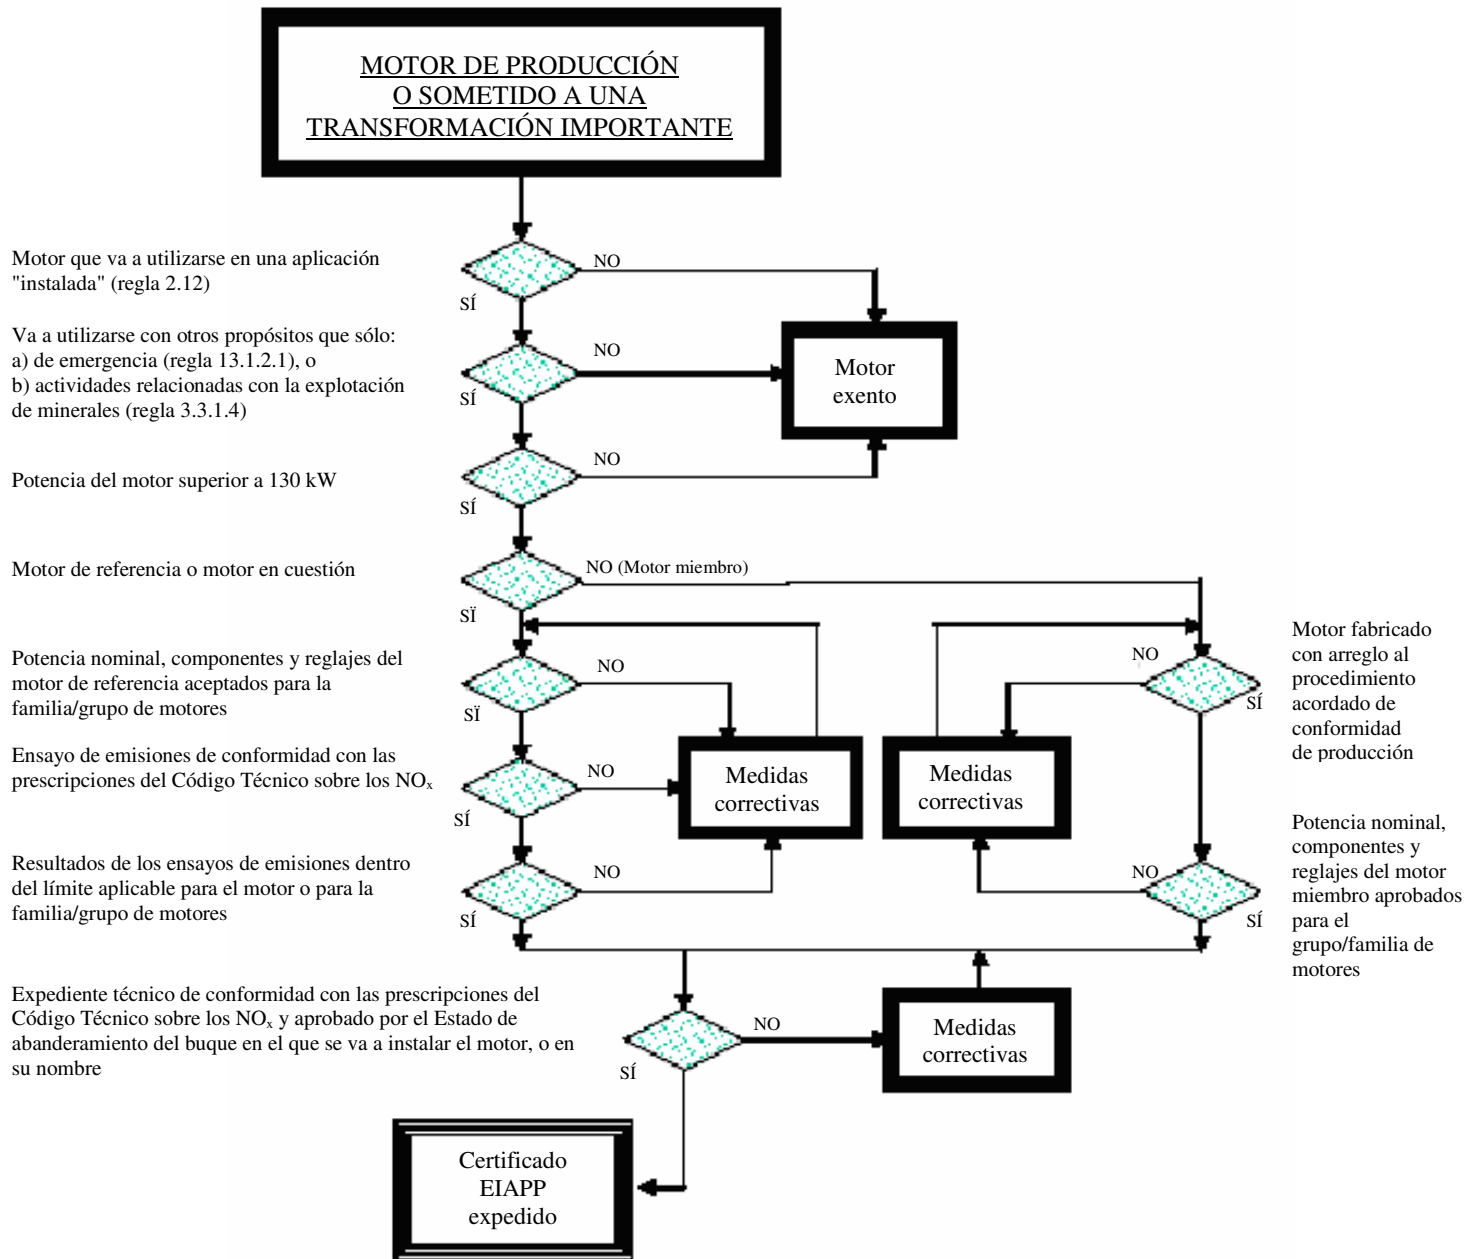 MOTOR DE PRODUCCIÓN
O SOMETIDO A UNA
TRANSFORMACIÓN IMPORTANTE
Motor que va a utilizarse en una aplicación
"instalada" (regla 2.12)
NO
SÍ
Va a utilizarse con otros propósitos que sólo:
a) de emergencia (regla 13.1.2.1), o
b) actividades relacionadas con la explotación
de minerales (regla 3.3.1.4)
NO
SÍ
Motor
exento
Potencia del motor superior a 130 kW
NO
SÍ
Motor de referencia o motor en cuestión
NO (Motor miembro)
SÏ
Potencia nominal, componentes y reglajes del
motor de referencia aceptados para la
familia/grupo de motores
NO
SÏ
NO
SÍ
Motor fabricado
con arreglo al
procedimiento
acordado de
conformidad
de producción
Ensayo de emisiones de conformidad con las
prescripciones del Código Técnico sobre los NOₓ
NO
SÍ
Medidas
correctivas
Medidas
correctivas
Resultados de los ensayos de emisiones dentro
del límite aplicable para el motor o para la
familia/grupo de motores
NO
SÍ
NO
SÍ
Potencia nominal,
componentes y
reglajes del motor
miembro aprobados
para el
grupo/familia de
motores
Expediente técnico de conformidad con las prescripciones del
Código Técnico sobre los NOₓ y aprobado por el Estado de
abanderamiento del buque en el que se va a instalar el motor, o en
su nombre
NO
SÍ
Medidas
correctivas
Certificado
EIAPP
expedido